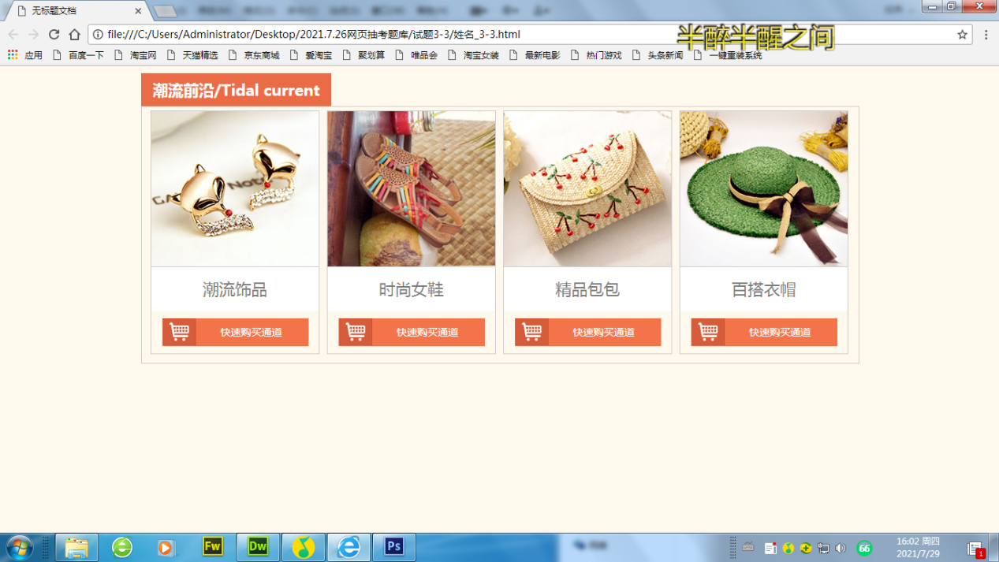 无标题文档
file:///C:/Users/Administrator/Desktop/2021.7.26网页抽考题库/试题3-3/姓名_3-3.html
半醉半醒之间
应用 百度一下 淘宝网 天猫精选 京东商城 爱淘宝 聚划算 唯品会 淘宝女装 最新电影 热门游戏 头条新闻 一键重装系统
潮流前沿/Tidal current
潮流饰品 时尚女鞋 精品包包 百搭衣帽
快速购买通道 快速购买通道 快速购买通道 快速购买通道
Fw Dw Ps 66 16:02 周四
2021/7/29
1